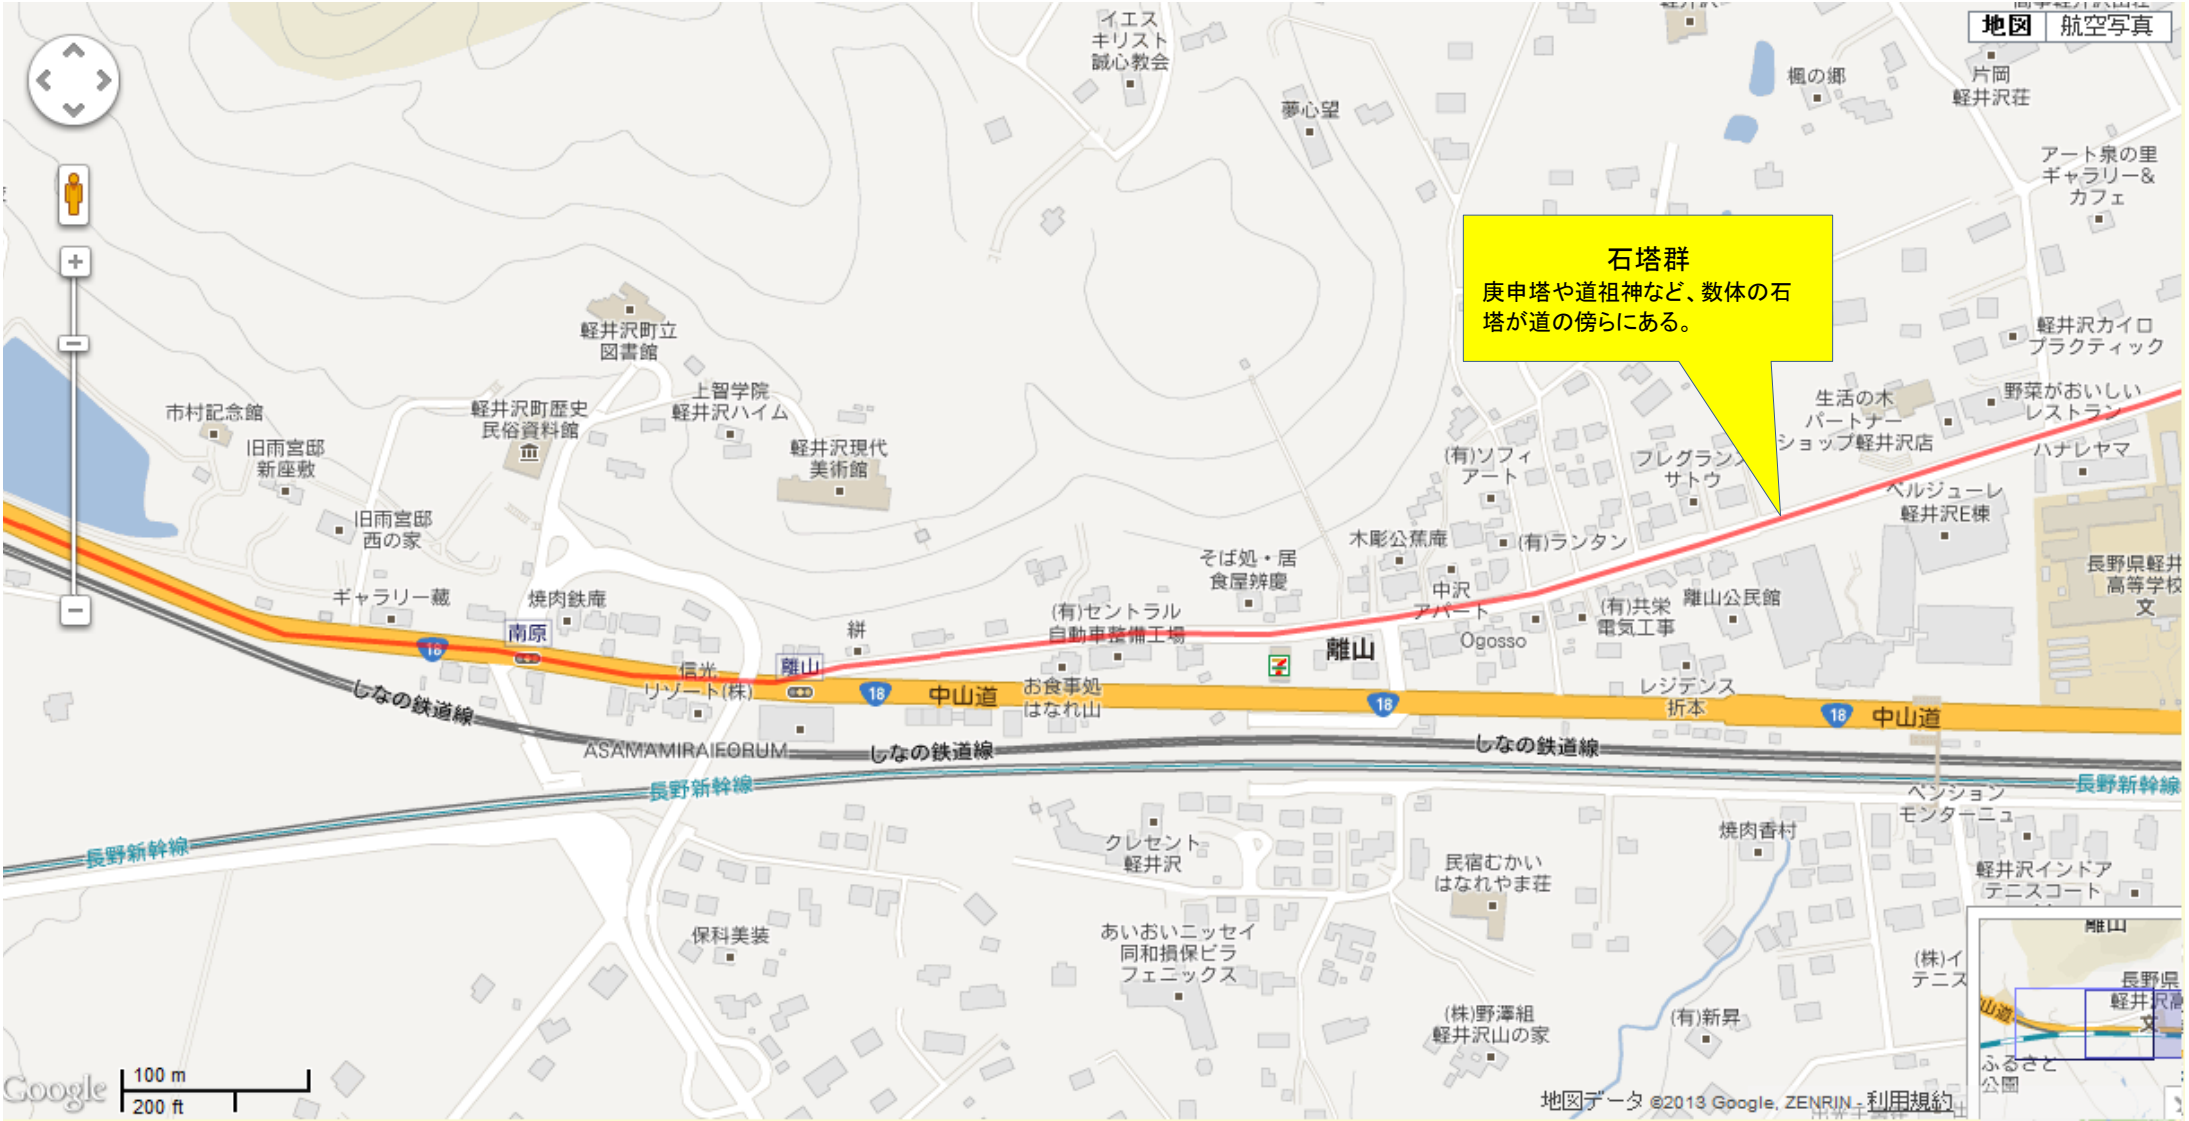 イエス
キリスト
誠心教会
地図
航空写真
夢心望
楓の郷
片岡
軽井沢荘
アート泉の里
ギャラリー&
カフェ
石塔群
庚申塔や道祖神など、数体の石
塔が道の傍らにある。
軽井沢町立
図書館
軽井沢カイロ
プラクティック
市村記念館
軽井沢町歴史
民俗資料館
上智学院
軽井沢ハイム
生活の木
パートナー
ショップ軽井沢店
野菜がおいしい
レストラン
ハナレヤマ
旧雨宮邸
新座敷
軽井沢現代
美術館
(有)ソフィ
アート
フレグランス
サトウ
ベルジューレ
軽井沢E棟
旧雨宮邸
西の家
木彫公蕉庵
(有)ランタン
そば処・居
食屋辨慶
中沢
アパート
長野県軽井
高等学校
文
ギャラリー蔵
焼肉鉄庵
(有)セントラル
自動車整備工場
(有)共栄
電気工事
離山公民館
南原
絣
離山
離山
Ogosso
18
信光
リゾート(株)
18
中山道
お食事処
はなれ山
18
レジデンス
折本
18
中山道
しなの鉄道線
ASAMAMIRAIFORUM
しなの鉄道線
しなの鉄道線
長野新幹線
長野新幹線
長野新幹線
ペンション
モンターニュ
クレセント
軽井沢
焼肉香村
民宿むかい
はなれやま荘
軽井沢インドア
テニスコート
保科美装
あいおいニッセイ
同和損保ビラ
フェニックス
(株)イ
テニス
離山
長野県
軽井沢高
文
山道
ふるさと
公園
(株)野澤組
軽井沢山の家
(有)新昇
Google
100 m
200 ft
地図データ ©2013 Google, ZENRIN - 利用規約